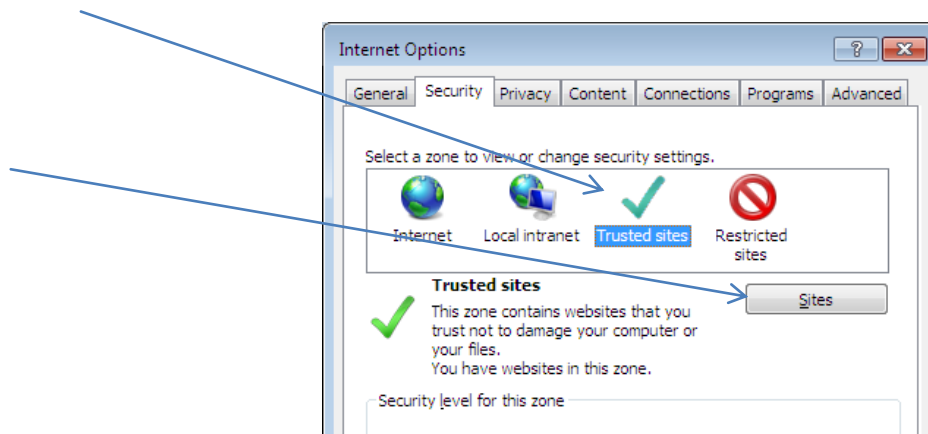 Internet Options
General Security Privacy Content Connections Programs Advanced
Select a zone to view or change security settings.
Internet Local intranet Trusted sites Restricted sites
Trusted sites
Sites
This zone contains websites that you
trust not to damage your computer or
your files.
You have websites in this zone.
Security level for this zone